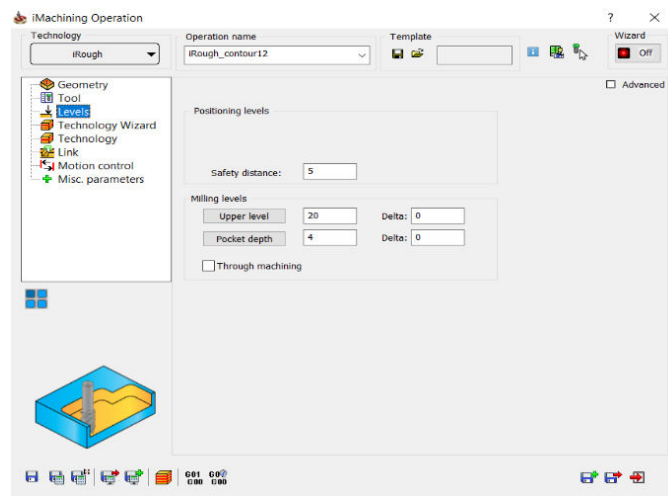 iMachining Operation
? ×
Technology
Operation name
Template
Wizard
iRough
iRough_contour12
Off
Geometry
Tool
Levels
Technology Wizard
Technology
Link
Motion control
Misc. parameters
Advanced
Positioning levels
Safety distance: 5
Milling levels
Upper level 20 Delta: 0
Pocket depth 4 Delta: 0
Through machining
G01 G00
G00 G00